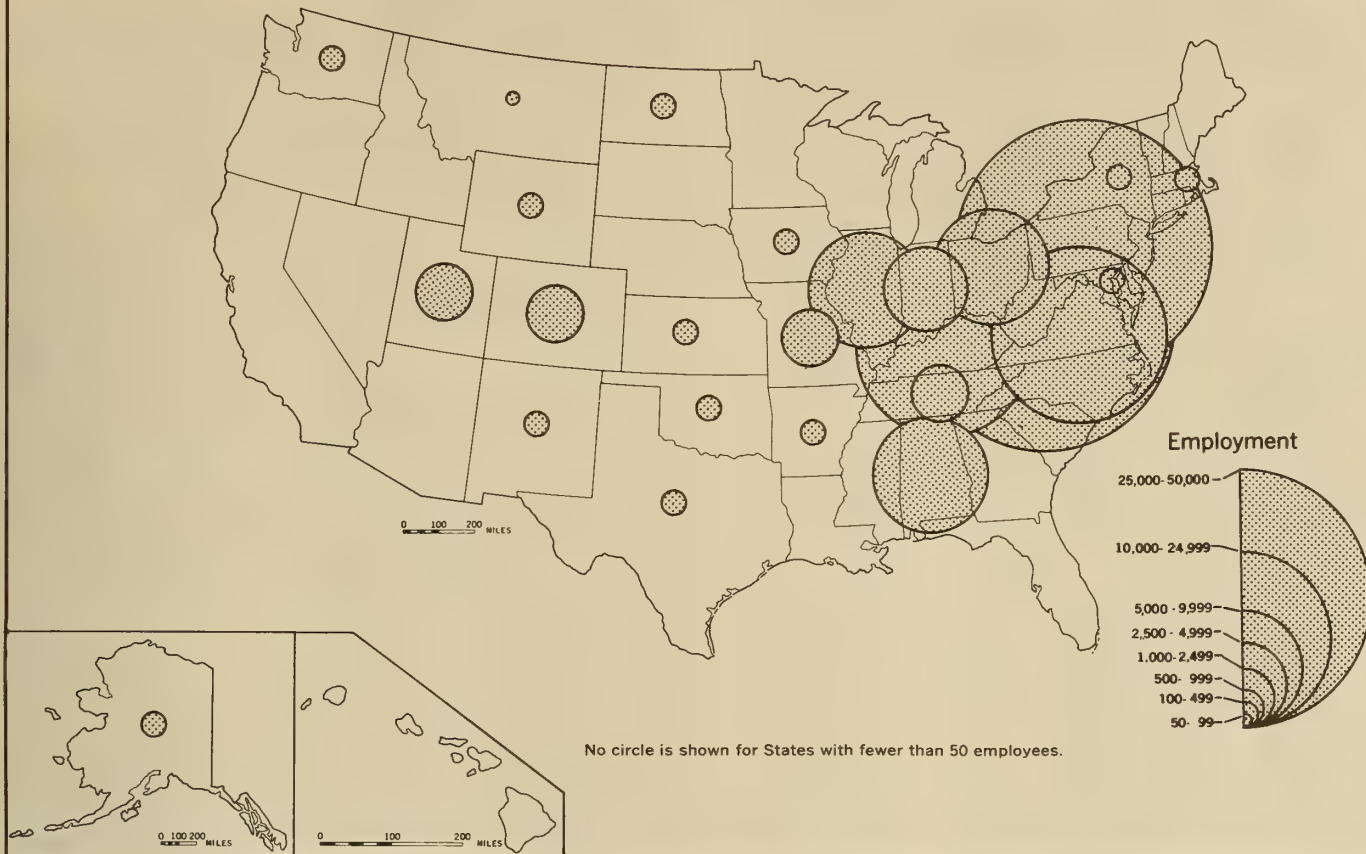 0 100 200 MILES
Employment
25,000-50,000
10,000-24,999
5,000-9,999
2,500-4,999
1.000-2,499
500-999
100-499
50-99
No circle is shown for States with fewer than 50 employees.
0 100 200 MILES
0 100 200 MILES